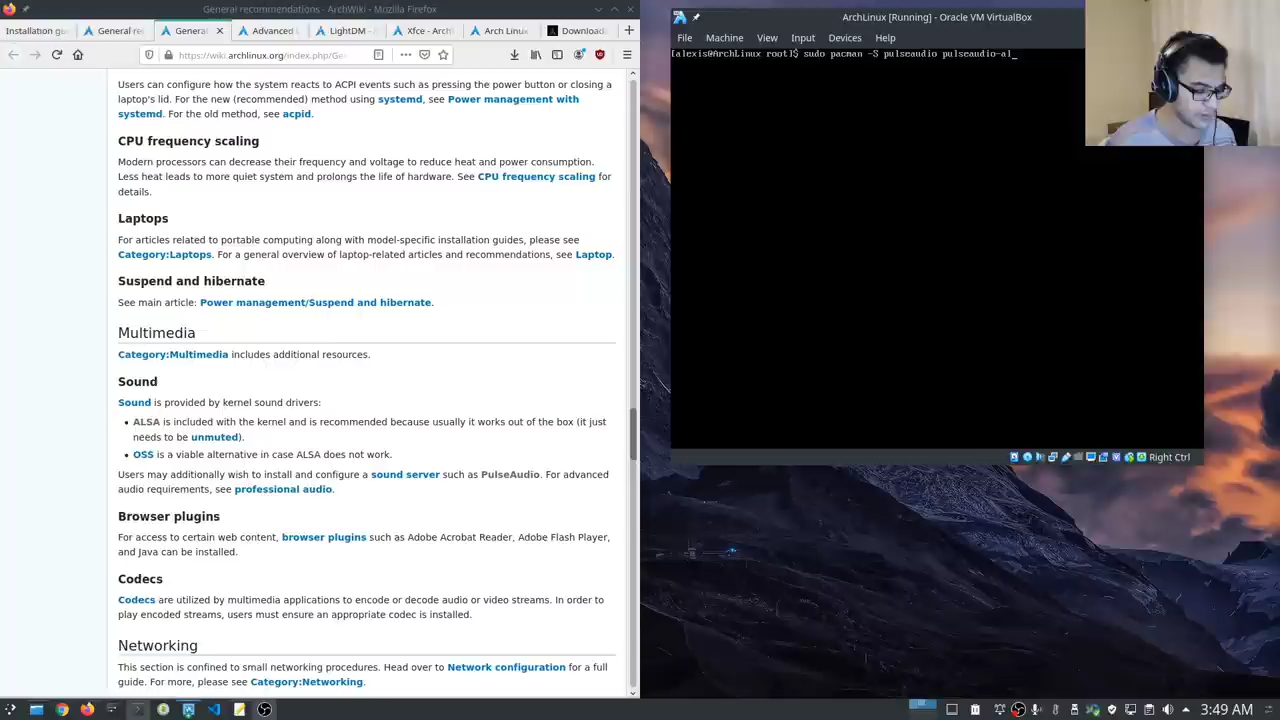 General recommendations — ArchWiki - Mozilla Firefox
Installation gu
General re
General
Advanced L
LightDM —
Xfce — Arch
Arch Linux
Download
https://wiki.archlinux.org/index.php/Ge
Users can configure how the system reacts to ACPI events such as pressing the power button or closing a
laptop's lid. For the new (recommended) method using systemd, see Power management with
systemd. For the old method, see acpid.
CPU frequency scaling
Modern processors can decrease their frequency and voltage to reduce heat and power consumption.
Less heat leads to more quiet system and prolongs the life of hardware. See CPU frequency scaling for
details.
Laptops
For articles related to portable computing along with model-specific installation guides, please see
Category:Laptops. For a general overview of laptop-related articles and recommendations, see Laptop.
Suspend and hibernate
See main article: Power management/Suspend and hibernate.
Multimedia
Category:Multimedia includes additional resources.
Sound
Sound is provided by kernel sound drivers:
• ALSA is included with the kernel and is recommended because usually it works out of the box (it just
needs to be unmuted).
• OSS is a viable alternative in case ALSA does not work.
Users may additionally wish to install and configure a sound server such as PulseAudio. For advanced
audio requirements, see professional audio.
Browser plugins
For access to certain web content, browser plugins such as Adobe Acrobat Reader, Adobe Flash Player,
and Java can be installed.
Codecs
Codecs are utilized by multimedia applications to encode or decode audio or video streams. In order to
play encoded streams, users must ensure an appropriate codec is installed.
Networking
This section is confined to small networking procedures. Head over to Network configuration for a full
guide. For more, please see Category:Networking.
ArchLinux [Running] - Oracle VM VirtualBox
File Machine View Input Devices Help
[alexis@ArchLinux root]$ sudo pacman -S pulseaudio pulseaudio-al_
Right Ctrl
3:49 AM